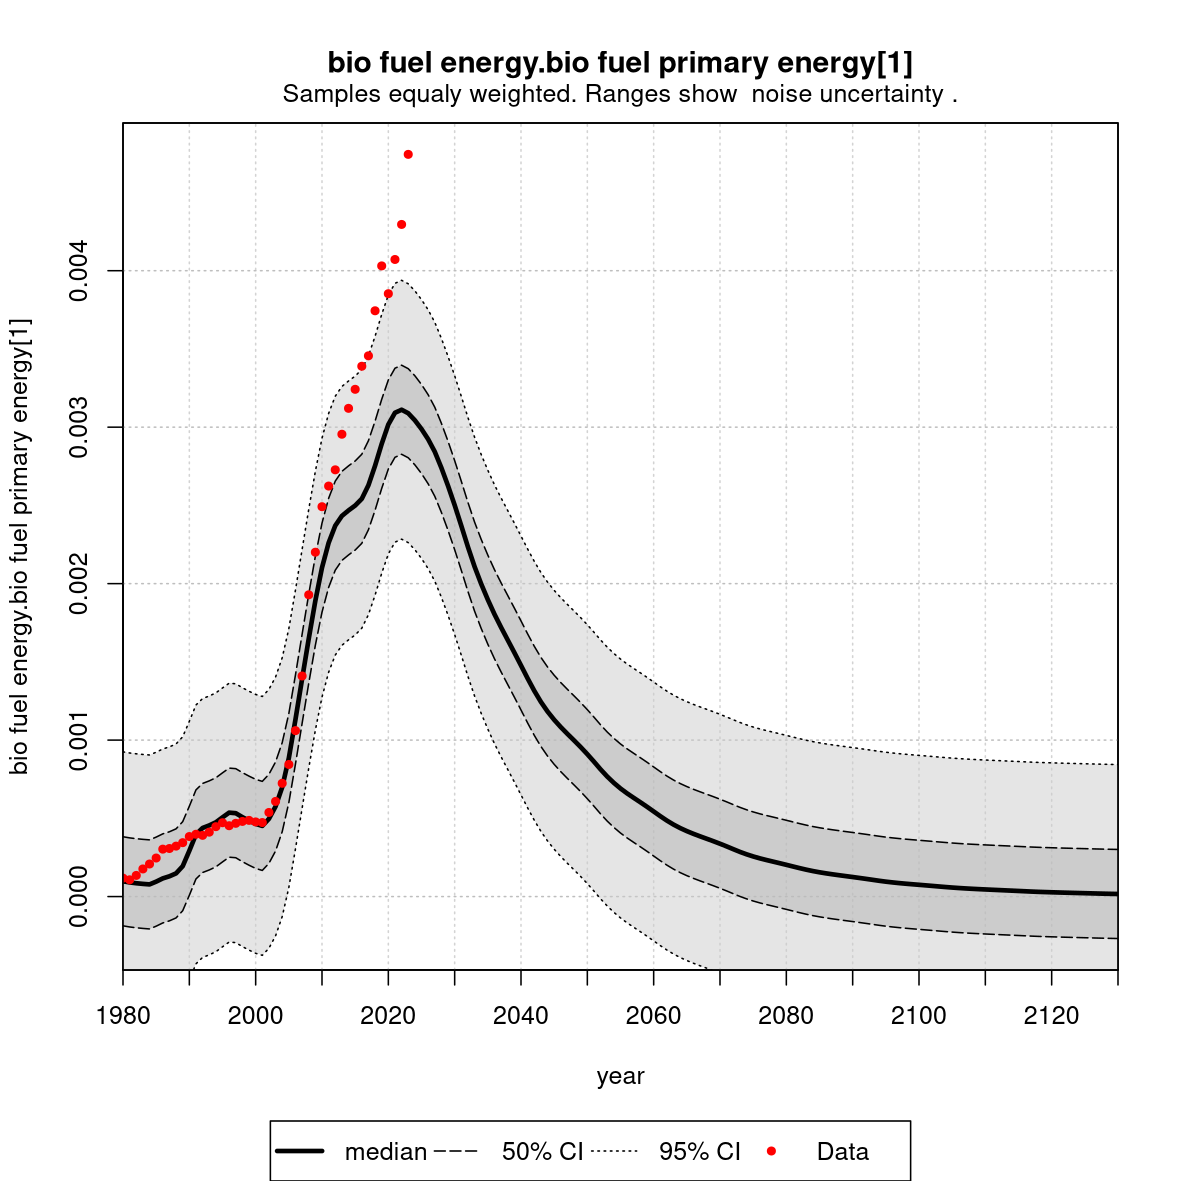 bio fuel energy.bio fuel primary energy[1]
Samples equaly weighted. Ranges show  noise uncertainty .
bio fuel energy.bio fuel primary energy[1]
0.004
0.003
0.002
0.001
0.000
1980 2000 2020 2040 2060 2080 2100 2120
year
median 50% CI 95% CI Data